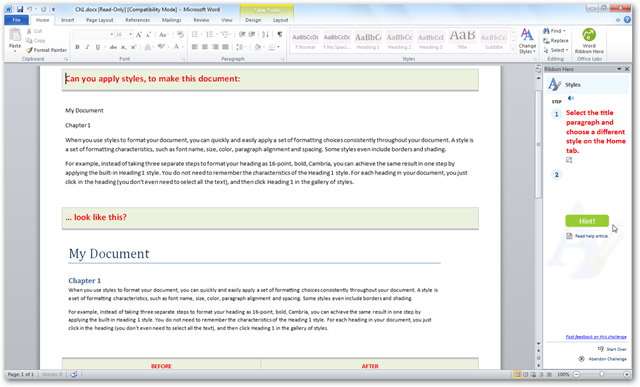 Ch1.docx [Read-Only] [Compatibility Mode] - Microsoft Word
Table Tools
File Home Insert Page Layout References Mailings Review View Developer Design Layout
Paste
Cut
Copy
Format Painter
Clipboard
Font
Paragraph
AaBbCcDc AaBbCcDc AaBbC AaBbCc AaBbCcI AaB AaBbCcl
¶ Normal ¶ No Spaci... Heading 1 Heading 2 Heading 3 Title Subtitle
Change Styles
Styles
Find
Replace
Select
Editing
Word Ribbon Hero
Office Labs
Can you apply styles, to make this document:
My Document
Chapter1
When you use styles to format your document, you can quickly and easily apply a set of formatting choices consistently throughout your document. A style is
a set of formatting characteristics, such as font name, size, color, paragraph alignment and spacing. Some styles even include borders and shading.
For example, instead of taking three separate steps to format your heading as 16-point, bold, Cambria, you can achieve the same result in one step by
applying the built-in Heading 1 style. You do not need to remember the characteristics of the Heading 1 style. For each heading in your document, you just
click in the heading (you don't even need to select all the text), and then click Heading 1 in the gallery of styles.
... look like this?
My Document
Chapter 1
When you use styles to format your document, you can quickly and easily apply a set of formatting choices consistently throughout your document. A style is
a set of formatting characteristics, such as font name, size, color, paragraph alignment and spacing. Some styles even include borders and shading.
For example, instead of taking three separate steps to format your heading as 16-point, bold, Cambria, you can achieve the same result in one step by
applying the built-in Heading 1 style. You do not need to remember the characteristics of the Heading 1 style. For each heading in your document, you just
click in the heading (you don't even need to select all the text), and then click Heading 1 in the gallery of styles.
BEFORE AFTER
Ribbon Hero
Styles
STEP
1 Select the title
paragraph and
choose a different
style on the Home
tab.
2
Hint!
Read help article
Post feedback on this challenge
Start Over
Abandon Challenge
Page: 1 of 1 Words: 0 100%